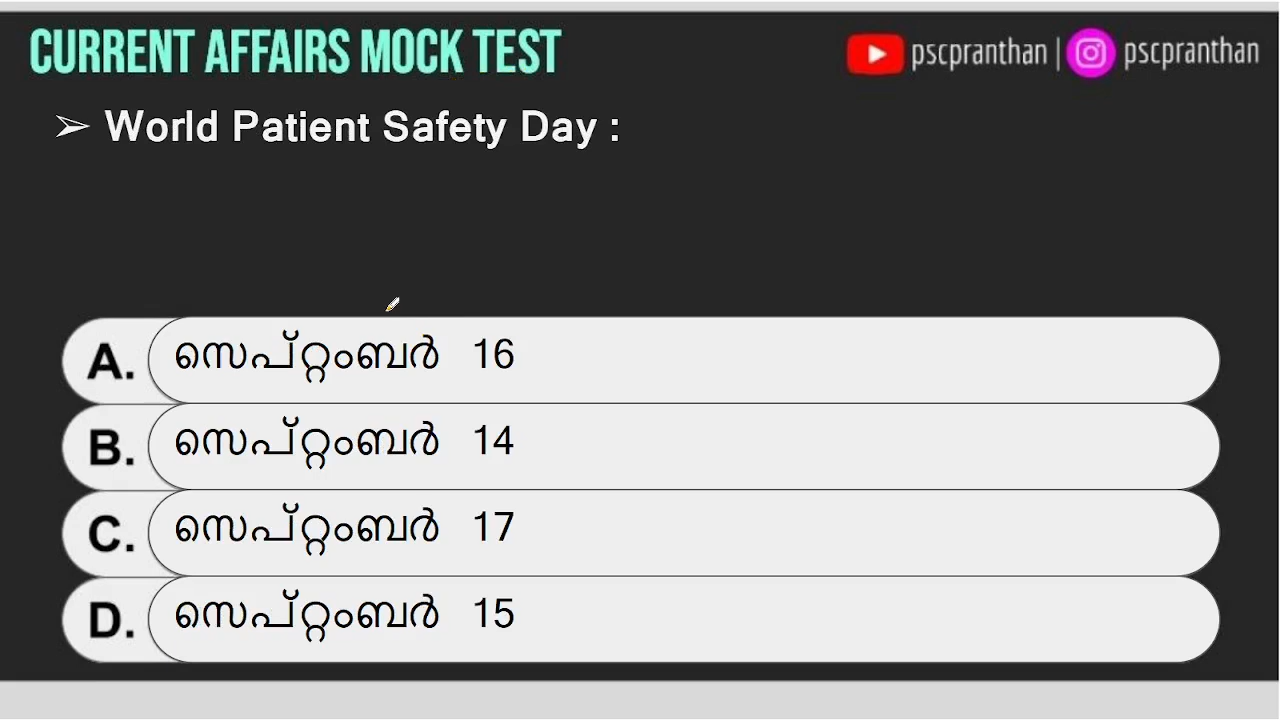 CURRENT AFFAIRS MOCK TEST
pscpranthan | pscpranthan
➢ World Patient Safety Day :
A. സെപ്റ്റംബർ 16
B. സെപ്റ്റംബർ 14
C. സെപ്റ്റംബർ 17
D. സെപ്റ്റംബർ 15